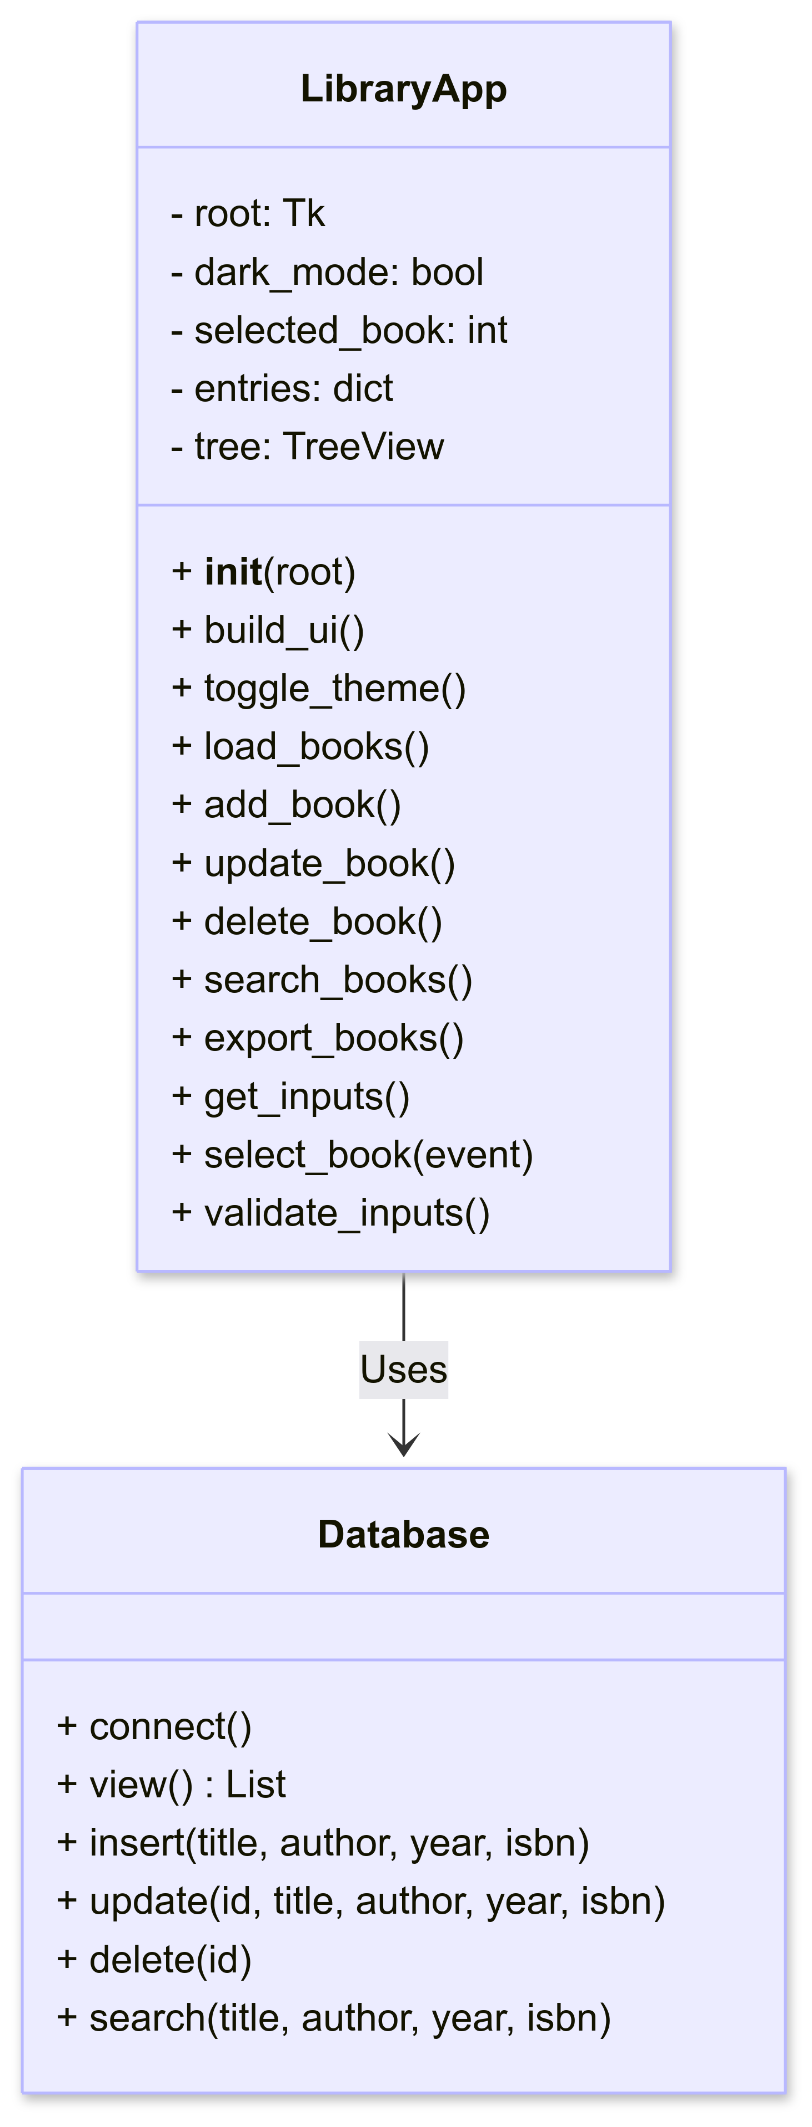 LibraryApp
- root: Tk
- dark_mode: bool
- selected_book: int
- entries: dict
- tree: TreeView
+ init(root)
+ build_ui()
+ toggle_theme()
+ load_books()
+ add_book()
+ update_book()
+ delete_book()
+ search_books()
+ export_books()
+ get_inputs()
+ select_book(event)
+ validate_inputs()
Uses
Database
+ connect()
+ view() : List
+ insert(title, author, year, isbn)
+ update(id, title, author, year, isbn)
+ delete(id)
+ search(title, author, year, isbn)